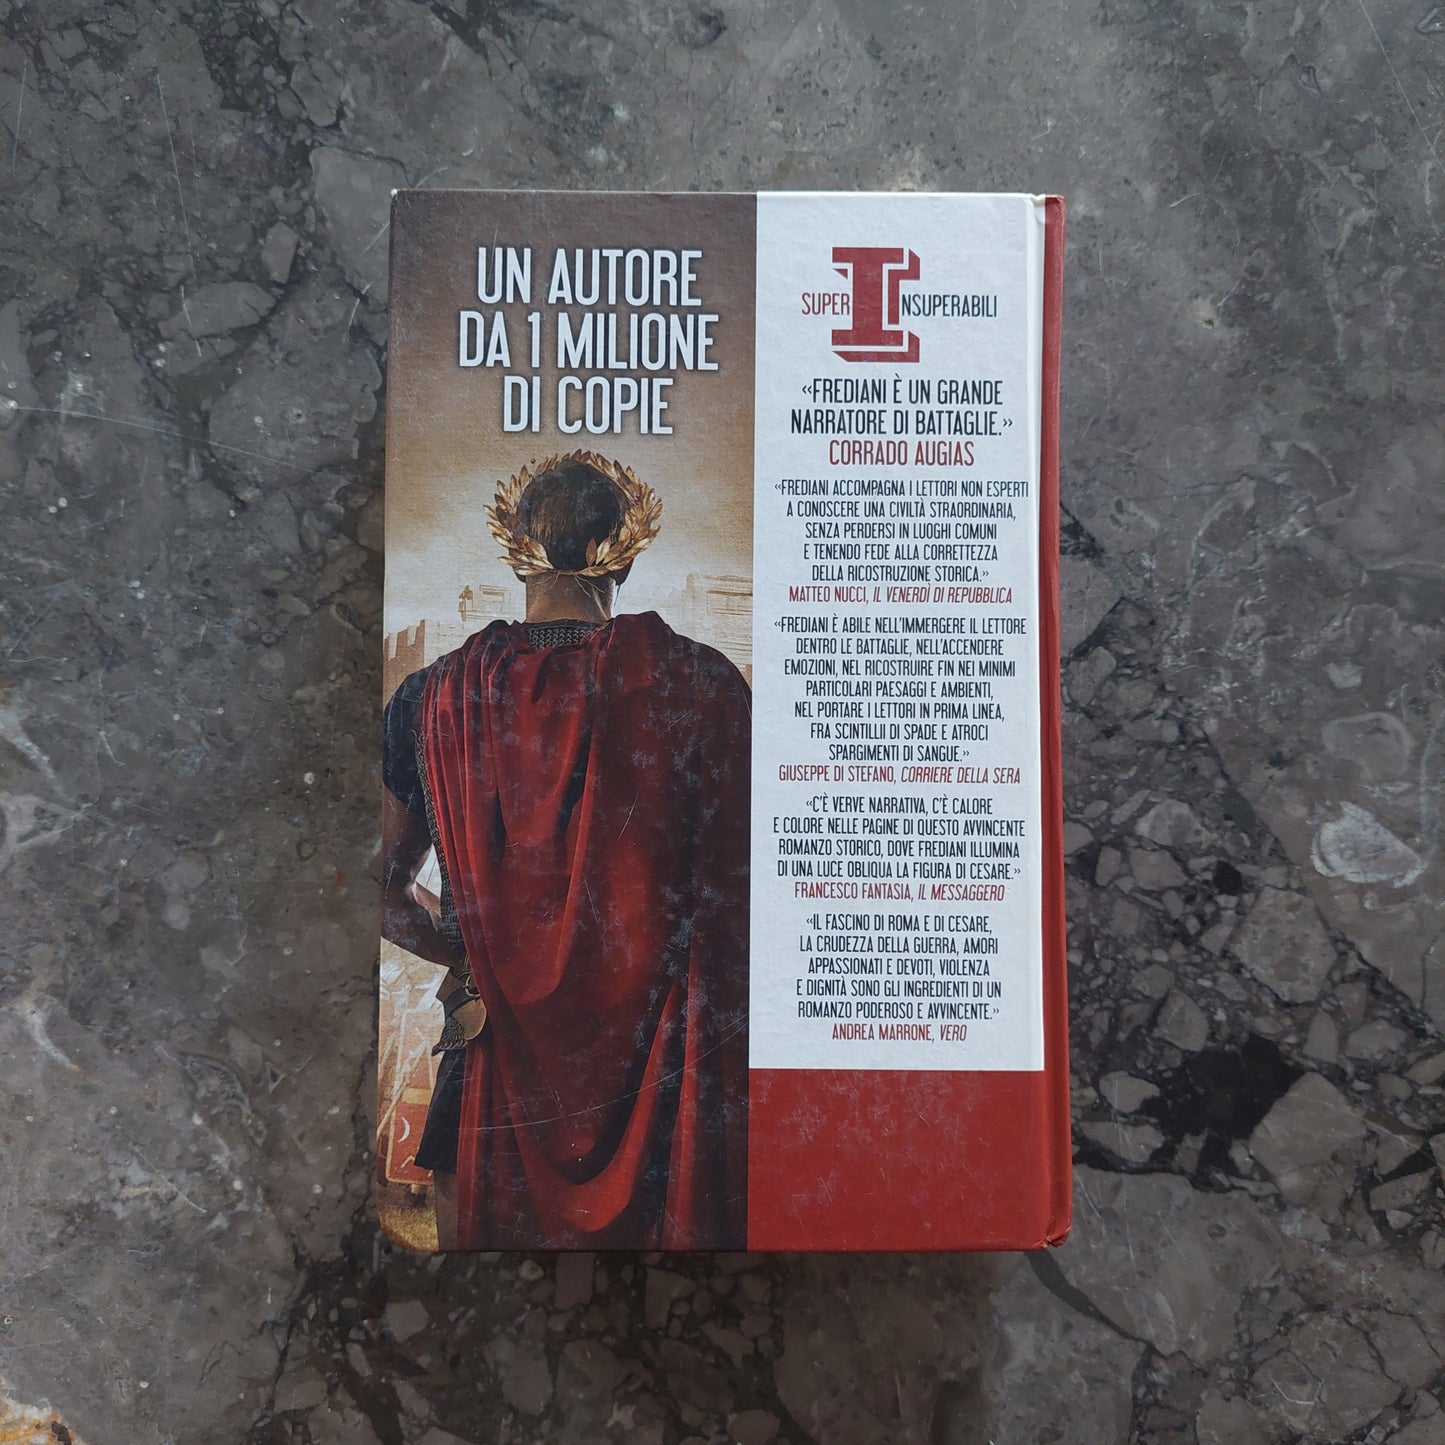 UN AUTORE
DA 1 MILIONE
DI COPIE
SUPER INSUPERABILI
«FREDIANI È UN GRANDE
NARRATORE DI BATTAGLIE.»
CORRADO AUGIAS
«FREDIANI ACCOMPAGNA I LETTORI NON ESPERTI
A CONOSCERE UNA CIVILTÀ STRAORDINARIA,
SENZA PERDERSI IN LUOGHI COMUNI
E TENENDO FEDE ALLA CORRETTEZZA
DELLA RICOSTRUZIONE STORICA.»
MATTEO NUCCI, IL VENERDÌ DI REPUBBLICA
«FREDIANI È ABILE NELL'IMMERGERE IL LETTORE
DENTRO LE BATTAGLIE, NELL'ACCENDERE
EMOZIONI, NEL RICOSTRUIRE FIN NEI MINIMI
PARTICOLARI PAESAGGI E AMBIENTI,
NEL PORTARE I LETTORI IN PRIMA LINEA,
FRA SCINTILLII DI SPADE E ATROCI
SPARGIMENTI DI SANGUE.»
GIUSEPPE DI STEFANO, CORRIERE DELLA SERA
«C'È VERVE NARRATIVA, C'È CALORE
E COLORE NELLE PAGINE DI QUESTO AVVINCENTE
ROMANZO STORICO, DOVE FREDIANI ILLUMINA
DI UNA LUCE OBLIQUA LA FIGURA DI CESARE.»
FRANCESCO FANTASIA, IL MESSAGGERO
«IL FASCINO DI ROMA E DI CESARE,
LA CRUDEZZA DELLA GUERRA, AMORI
APPASSIONATI E DEVOTI, VIOLENZA
E DIGNITÀ SONO GLI INGREDIENTI DI UN
ROMANZO PODEROSO E AVVINCENTE.»
ANDREA MARRONE, VERO